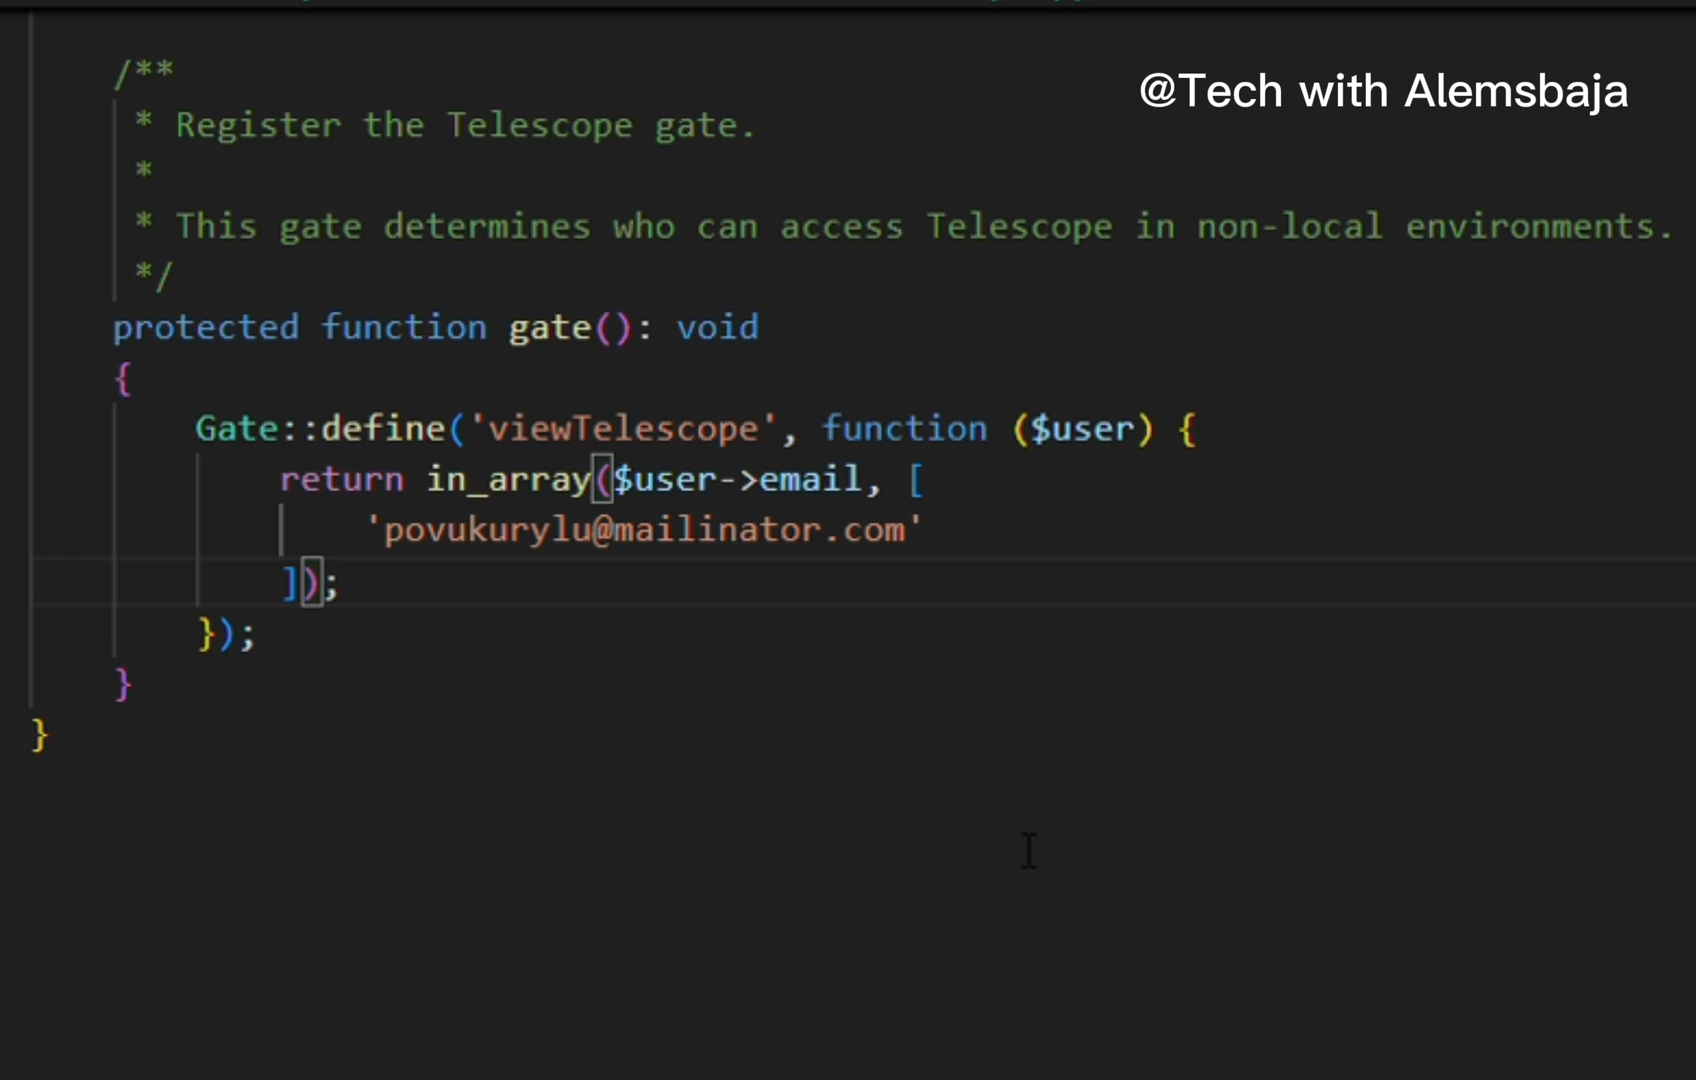 @Tech with Alemsbaja
/**
* Register the Telescope gate.
*
* This gate determines who can access Telescope in non-local environments.
*/
protected function gate(): void
{
Gate::define('viewTelescope', function ($user) {
return in_array($user->email, [
'povukurylu@mailinator.com'
]);
});
}
}